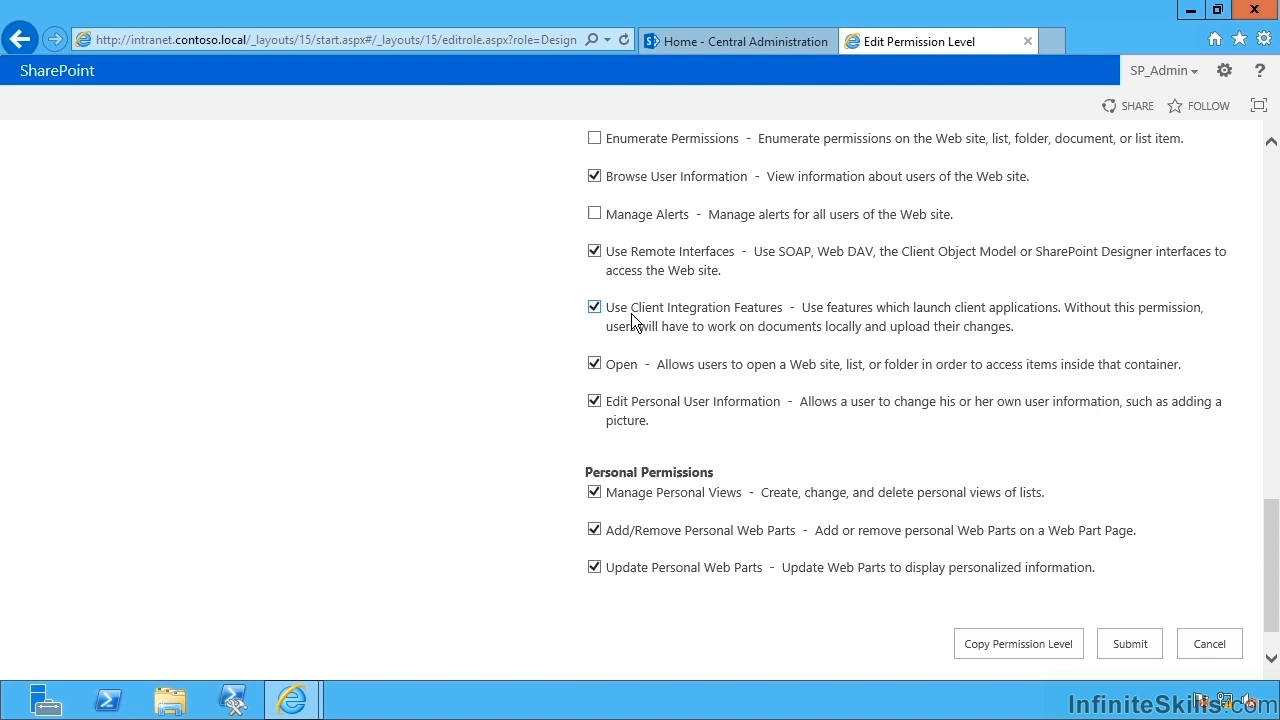 http://intranet.contoso.local/_layouts/15/start.aspx#/_layouts/15/editrole.aspx?role=Design
Home - Central Administration
Edit Permission Level
SharePoint
SP_Admin
SHARE
FOLLOW
Enumerate Permissions - Enumerate permissions on the Web site, list, folder, document, or list item.
Browse User Information - View information about users of the Web site.
Manage Alerts - Manage alerts for all users of the Web site.
Use Remote Interfaces - Use SOAP, Web DAV, the Client Object Model or SharePoint Designer interfaces to
access the Web site.
Use Client Integration Features - Use features which launch client applications. Without this permission,
users will have to work on documents locally and upload their changes.
Open - Allows users to open a Web site, list, or folder in order to access items inside that container.
Edit Personal User Information - Allows a user to change his or her own user information, such as adding a
picture.
Personal Permissions
Manage Personal Views - Create, change, and delete personal views of lists.
Add/Remove Personal Web Parts - Add or remove personal Web Parts on a Web Part Page.
Update Personal Web Parts - Update Web Parts to display personalized information.
Copy Permission Level
Submit
Cancel
InfiniteSkills.com